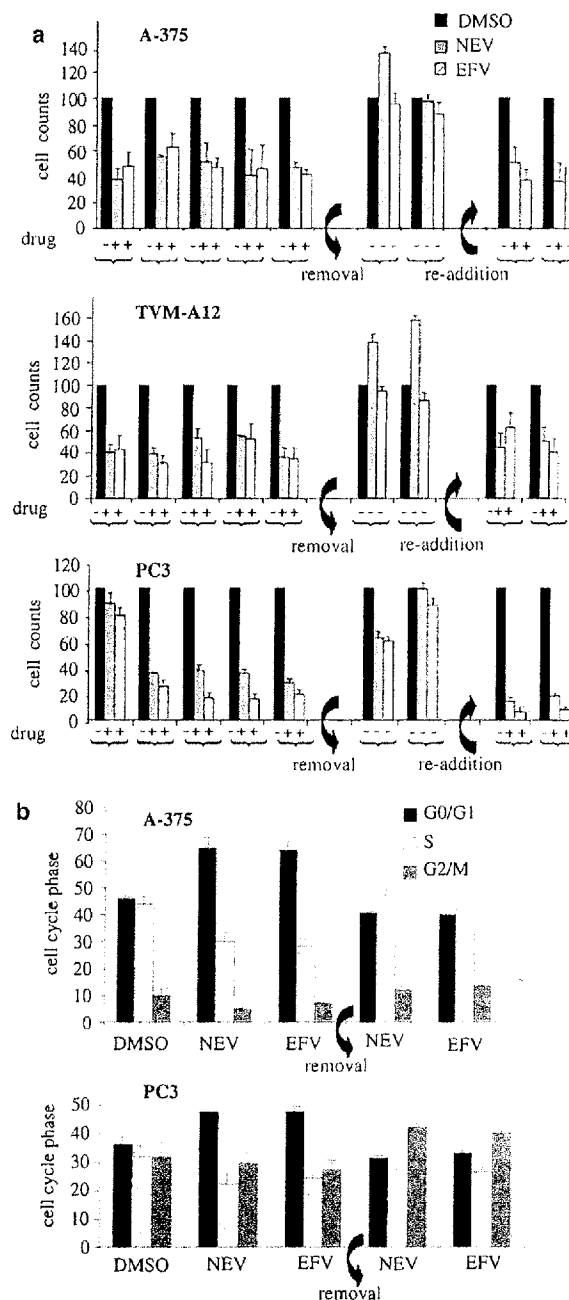 a
A-375
DMSO
NEV
EFV
cell counts
140
120
100
80
60
40
20
0
drug
-++ -++ -++ -++ -++ --- --- -++ -+
removal re-addition
TVM-A12
cell counts
160
140
120
100
80
60
40
20
0
drug
-++ -++ -++ -++ -++ --- --- -++ -++
removal re-addition
PC3
cell counts
100
80
60
40
20
0
drug
-++ -++ -++ -++ -++ --- --- -++ -++
removal re-addition
b
A-375
G0/G1
S
G2/M
cell cycle phase
80
70
60
50
40
30
20
10
0
DMSO NEV EFV NEV EFV
removal
PC3
cell cycle phase
50
40
30
20
10
0
DMSO NEV EFV NEV EFV
removal